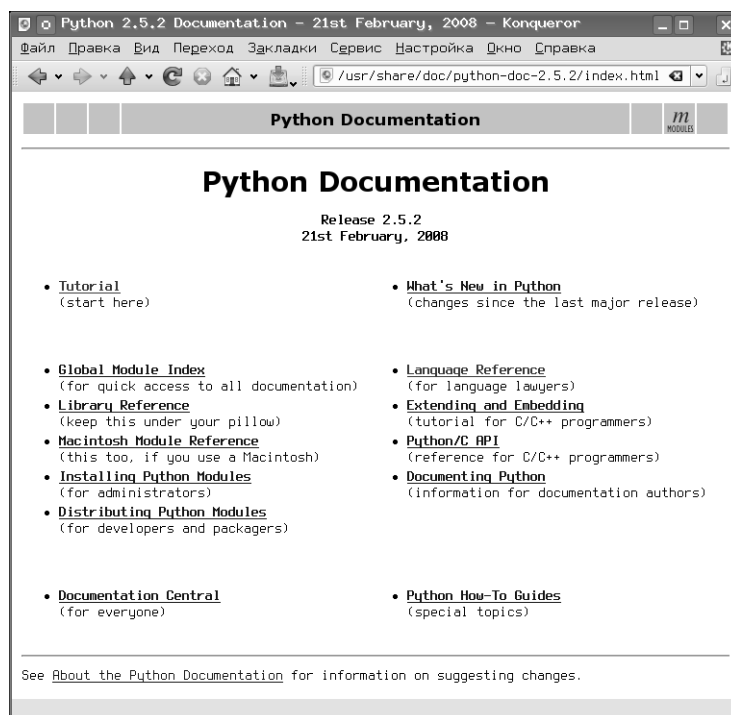 Python 2.5.2 Documentation - 21st February, 2008 - Konqueror
Файл Правка Вид Переход Закладки Сервис Настройка Окно Справка
/usr/share/doc/python-doc-2.5.2/index.html
Python Documentation
m
MODULES
Python Documentation
Release 2.5.2
21st February, 2008
• Tutorial
(start here)
• What's New in Python
(changes since the last major release)
• Global Module Index
(for quick access to all documentation)
• Library Reference
(keep this under your pillow)
• Macintosh Module Reference
(this too, if you use a Macintosh)
• Installing Python Modules
(for administrators)
• Distributing Python Modules
(for developers and packagers)
• Language Reference
(for language lawyers)
• Extending and Embedding
(tutorial for C/C++ programmers)
• Python/C API
(reference for C/C++ programmers)
• Documenting Python
(information for documentation authors)
• Documentation Central
(for everyone)
• Python How-To Guides
(special topics)
See About the Python Documentation for information on suggesting changes.